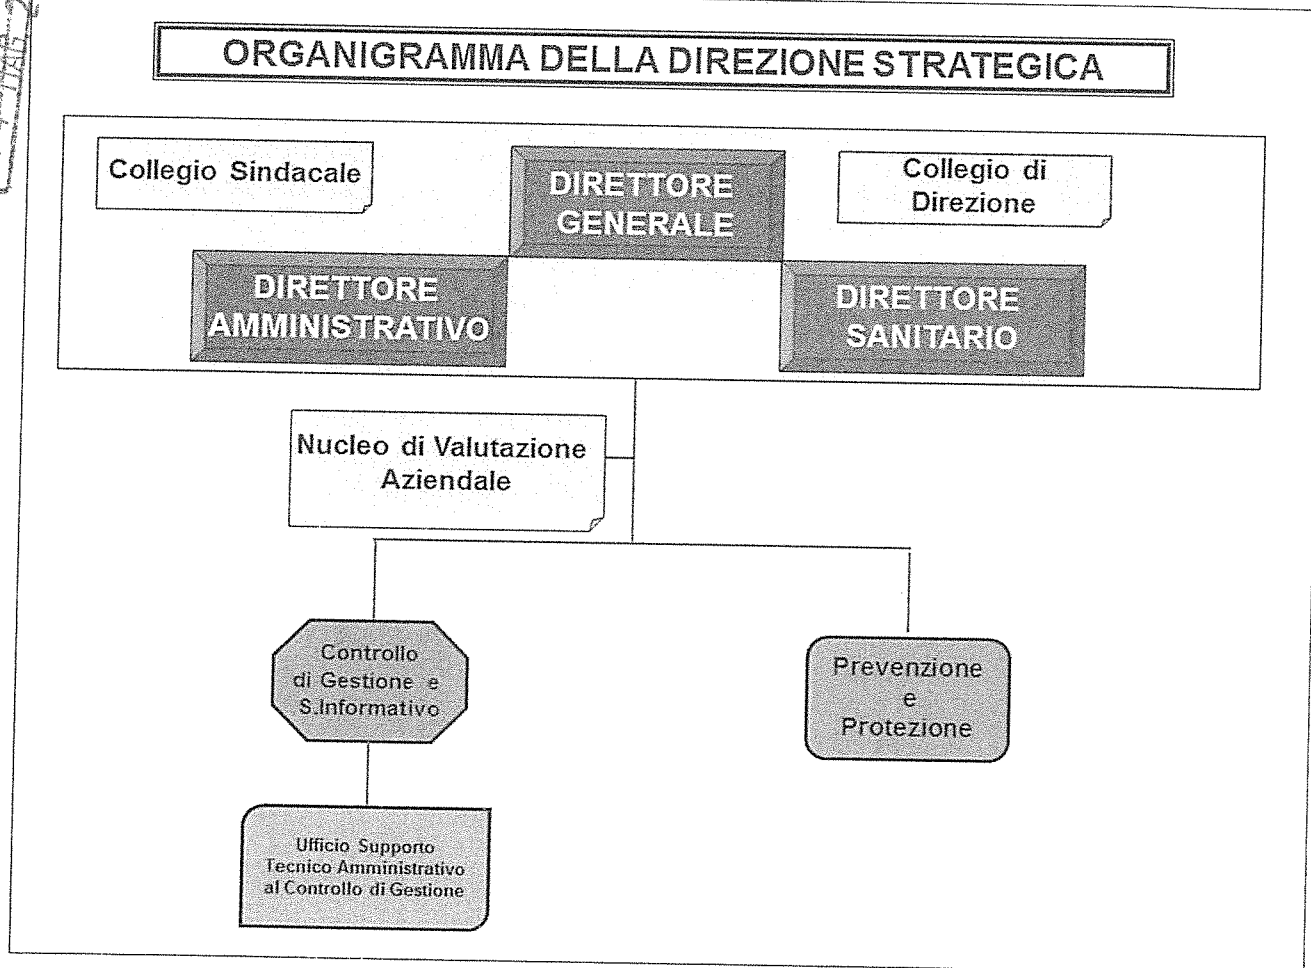 ORGANIGRAMMA DELLA DIREZIONE STRATEGICA
Collegio Sindacale
DIRETTORE
GENERALE
Collegio di
Direzione
DIRETTORE
AMMINISTRATIVO
DIRETTORE
SANITARIO
Nucleo di Valutazione
Aziendale
Controllo
di Gestione e
S.Informativo
Prevenzione
e
Protezione
Ufficio Supporto
Tecnico Amministrativo
al Controllo di Gestione